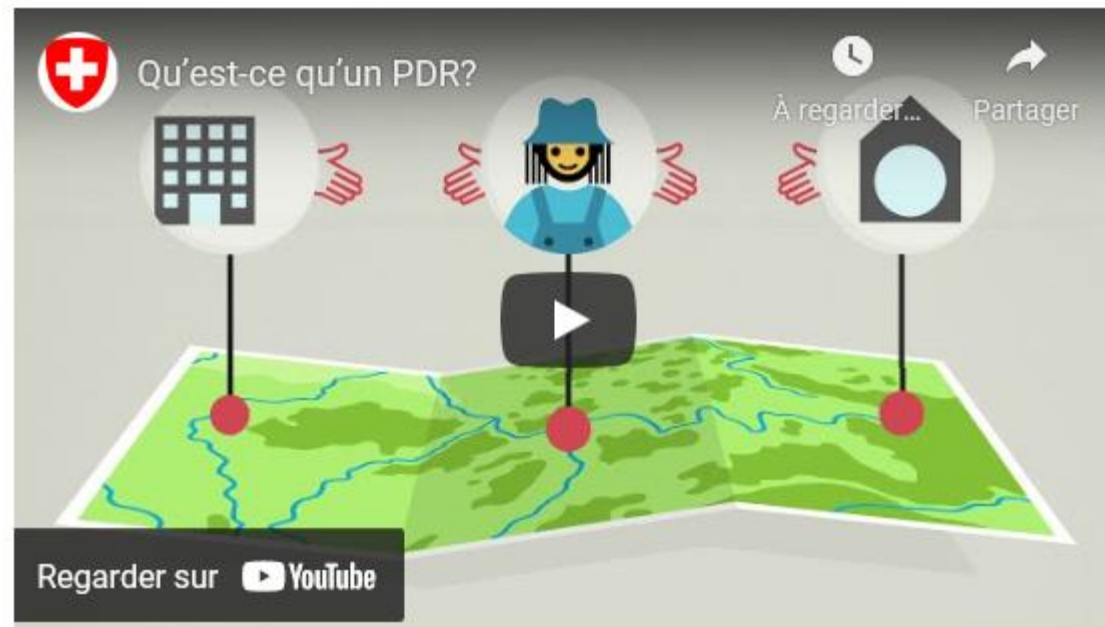 Qu’est-ce qu’un PDR?
À regarder...
Partager
Regarder sur YouTube